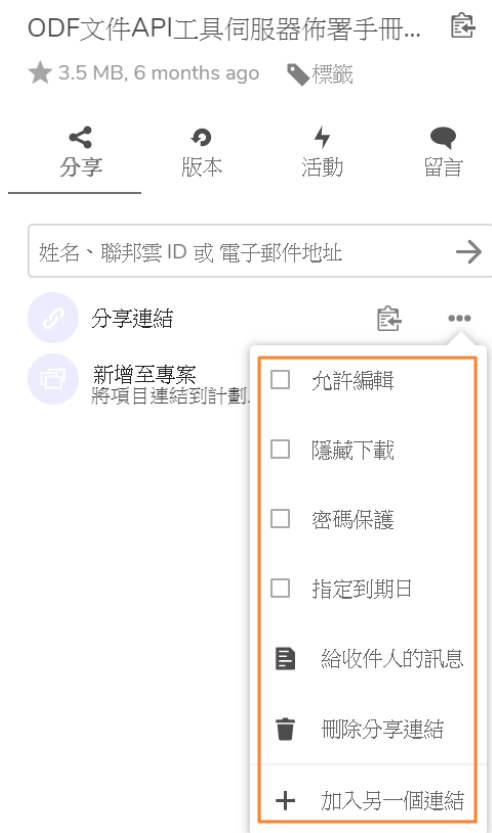 ODF文件API工具伺服器佈署手冊...
3.5 MB, 6 months ago 標籤
分享 版本 活動 留言
姓名、聯邦雲 ID 或 電子郵件地址
分享連結
新增至專案
將項目連結到計劃
允許編輯
隱藏下載
密碼保護
指定到期日
給收件人的訊息
刪除分享連結
加入另一個連結